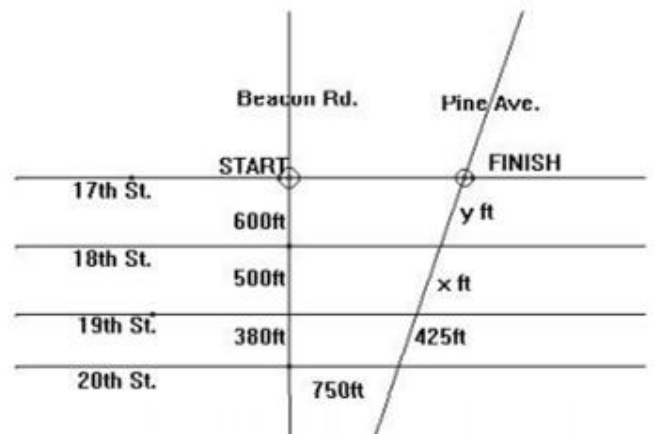 Beacon Rd.
Pine Ave.
START
FINISH
17th St.
y ft
600ft
18th St.
500ft
x ft
19th St.
380ft
425ft
20th St.
750ft